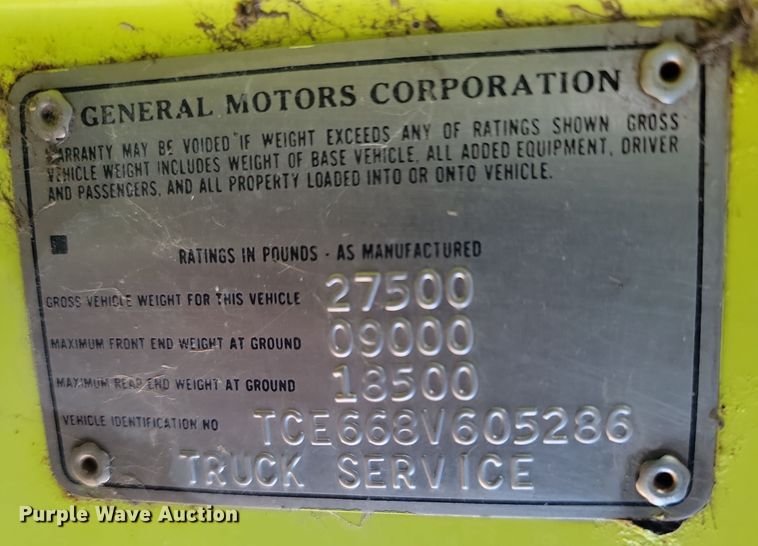 GENERAL MOTORS CORPORATION
WARRANTY MAY BE VOIDED IF WEIGHT EXCEEDS ANY OF RATINGS SHOWN GROSS
VEHICLE WEIGHT INCLUDES WEIGHT OF BASE VEHICLE, ALL ADDED EQUIPMENT, DRIVER
AND PASSENGERS, AND ALL PROPERTY LOADED INTO OR ONTO VEHICLE.
RATINGS IN POUNDS - AS MANUFACTURED
GROSS VEHICLE WEIGHT FOR THIS VEHICLE 27500
MAXIMUM FRONT END WEIGHT AT GROUND 09000
MAXIMUM REAR END WEIGHT AT GROUND 18500
VEHICLE IDENTIFICATION NO TCE668V605286
TRUCK SERVICE
Purple Wave Auction